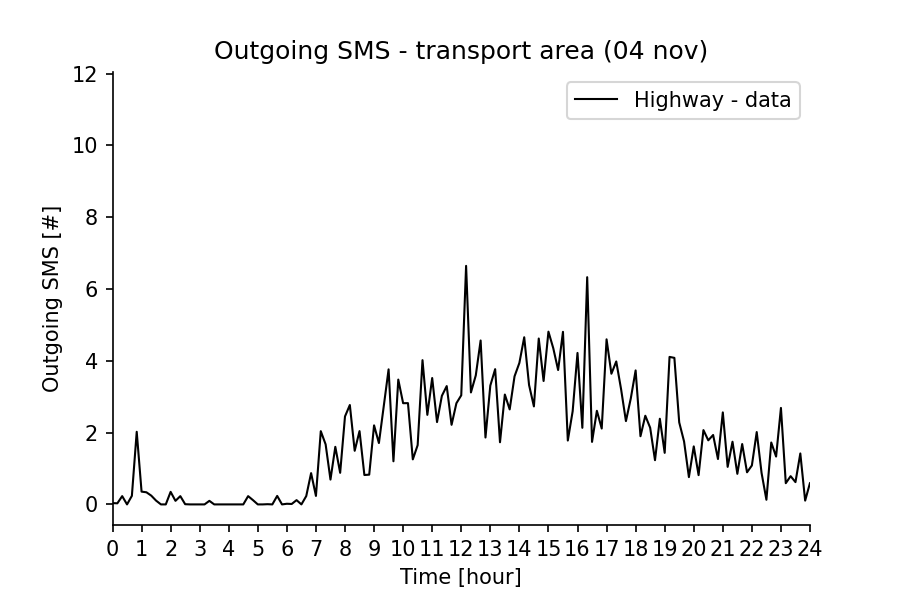 Outgoing SMS - transport area (04 nov)
Highway - data
12
10
8
6
4
2
0
Outgoing SMS [#]
0 1 2 3 4 5 6 7 8 9 10 11 12 13 14 15 16 17 18 19 20 21 22 23 24
Time [hour]